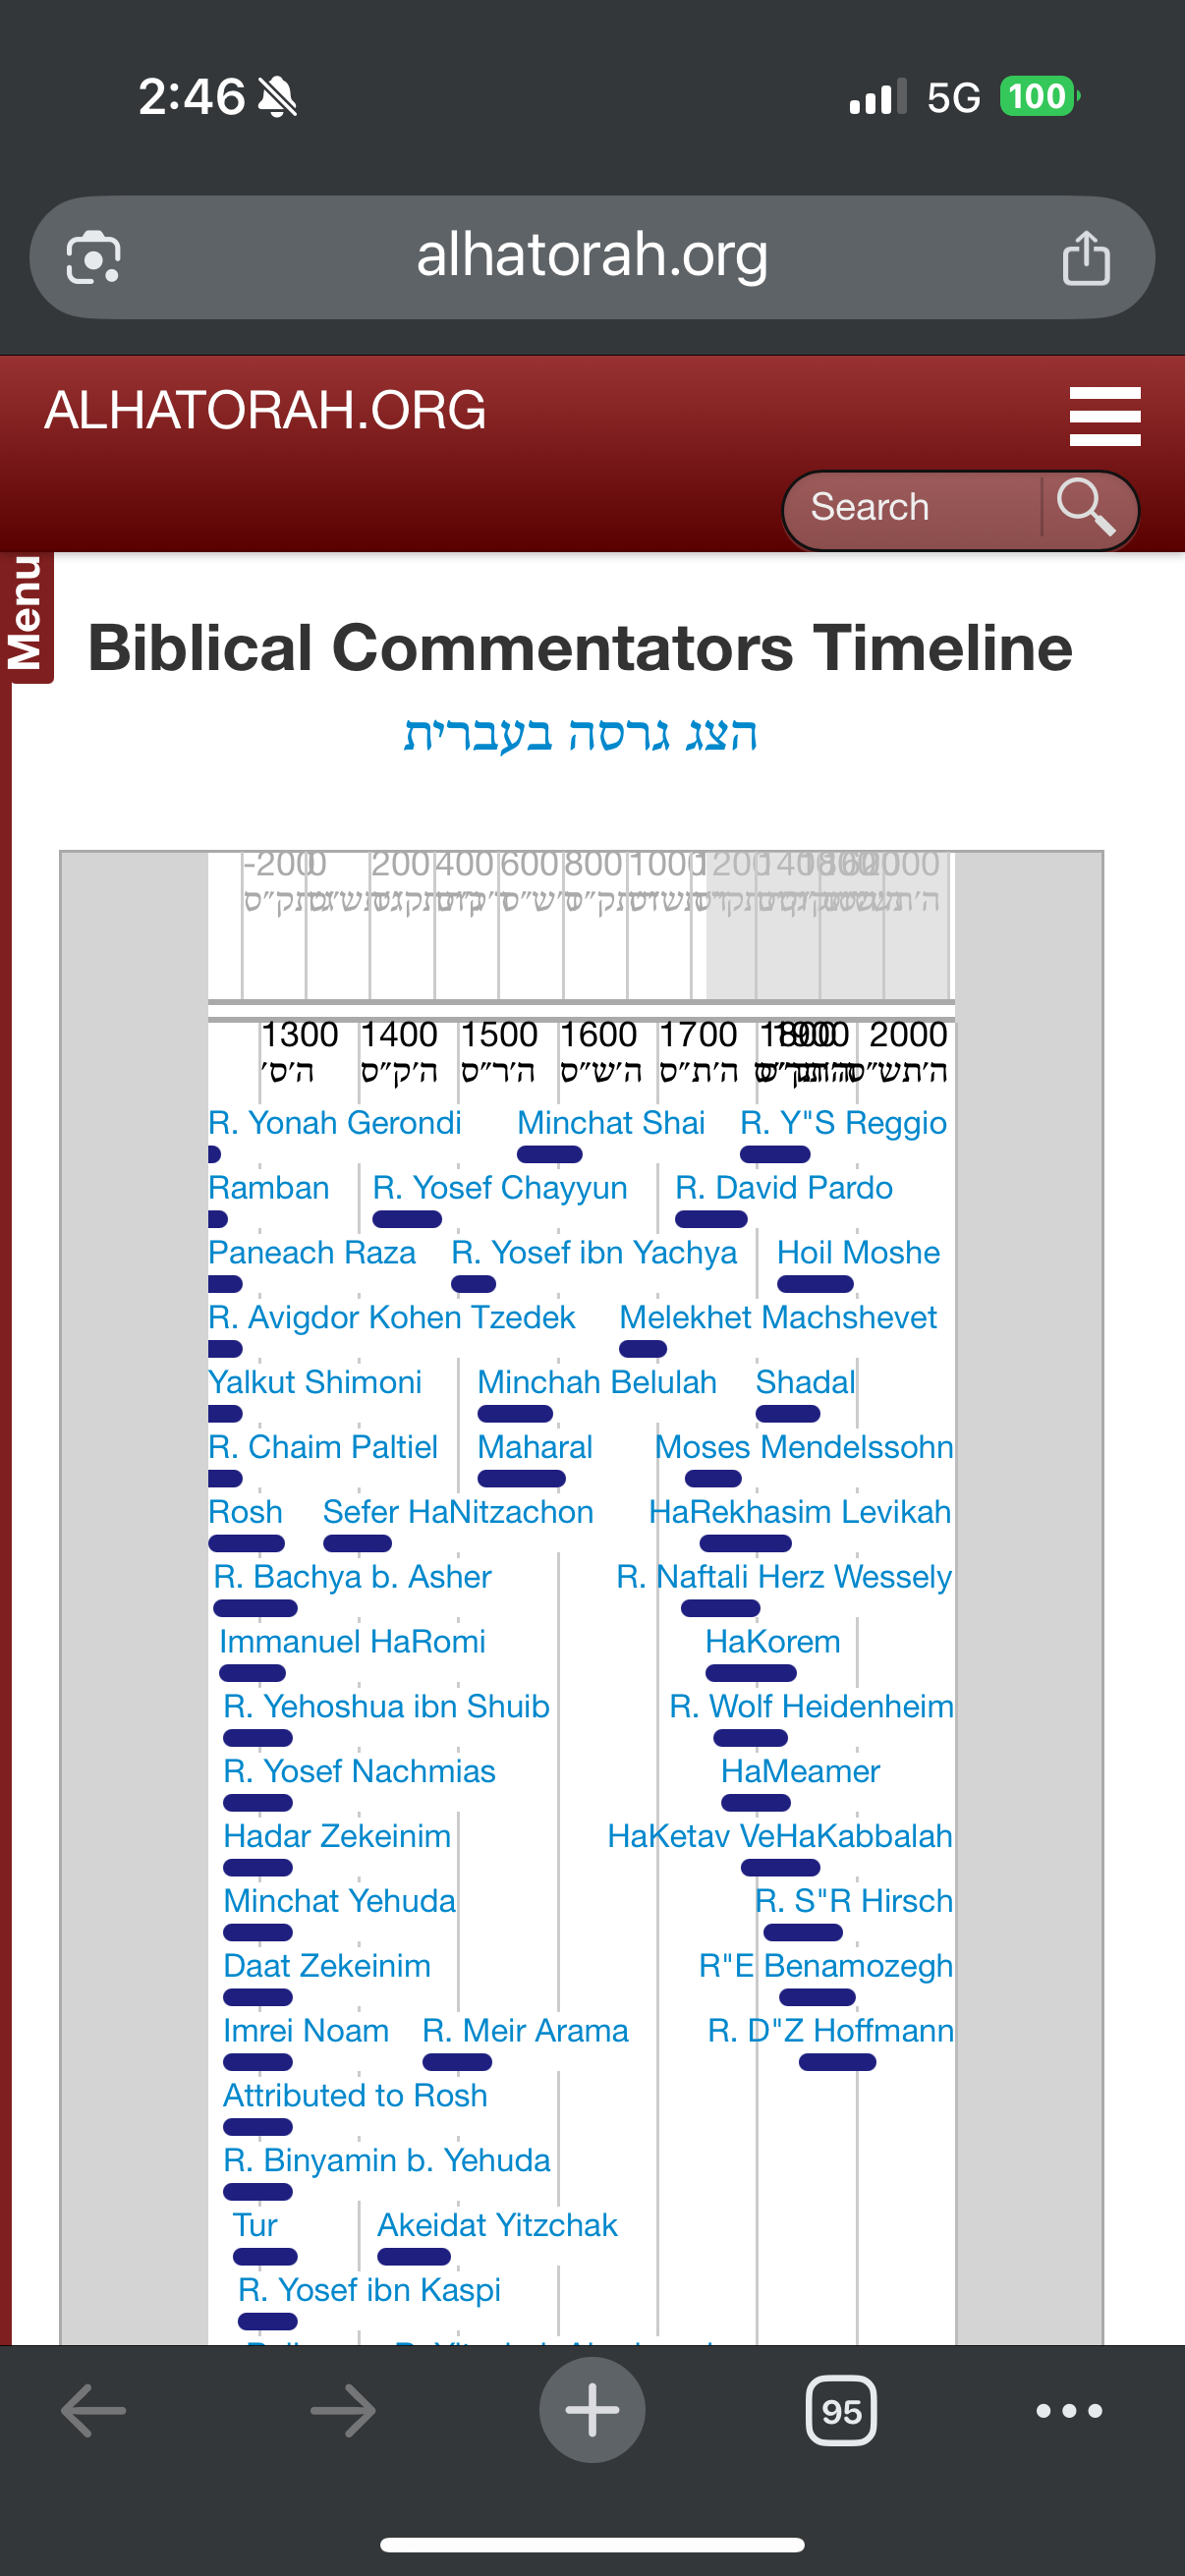 2:46 5G 100
alhatorah.org
ALHATORAH.ORG
Search
Menu
Biblical Commentators Timeline
הצג גרסה בעברית
-200 0 200 400 600 800 1000 1200 1400 1600 1800 2000
1300 1400 1500 1600 1700 1800 1900 2000
ה'ס' ה'ק"ס ה'ר"ס ה'ש"ס ה'ת"ס ה'תש"ס
R. Yonah Gerondi Minchat Shai R. Y"S Reggio
Ramban R. Yosef Chayyun R. David Pardo
Paneach Raza R. Yosef ibn Yachya Hoil Moshe
R. Avigdor Kohen Tzedek Melekhet Machshevet
Yalkut Shimoni Minchah Belulah Shadal
R. Chaim Paltiel Maharal Moses Mendelssohn
Rosh Sefer HaNitzachon HaRekhasim Levikah
R. Bachya b. Asher R. Naftali Herz Wessely
Immanuel HaRomi HaKorem
R. Yehoshua ibn Shuib R. Wolf Heidenheim
R. Yosef Nachmias HaMeamer
Hadar Zekeinim HaKetav VeHaKabbalah
Minchat Yehuda R. S"R Hirsch
Daat Zekeinim R"E Benamozegh
Imrei Noam R. Meir Arama R. D"Z Hoffmann
Attributed to Rosh
R. Binyamin b. Yehuda
Tur Akeidat Yitzchak
R. Yosef ibn Kaspi
95